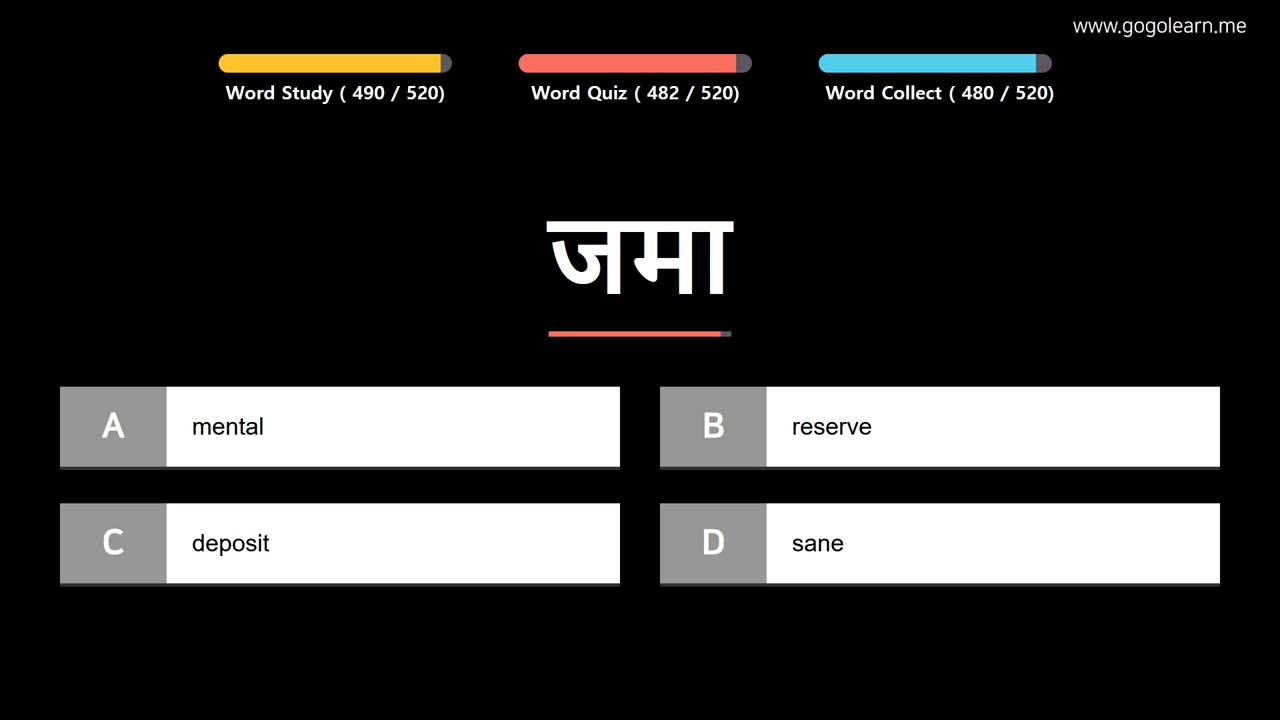 www.gogolearn.me
Word Study ( 490 / 520)
Word Quiz ( 482 / 520)
Word Collect ( 480 / 520)
जमा
A mental
B reserve
C deposit
D sane